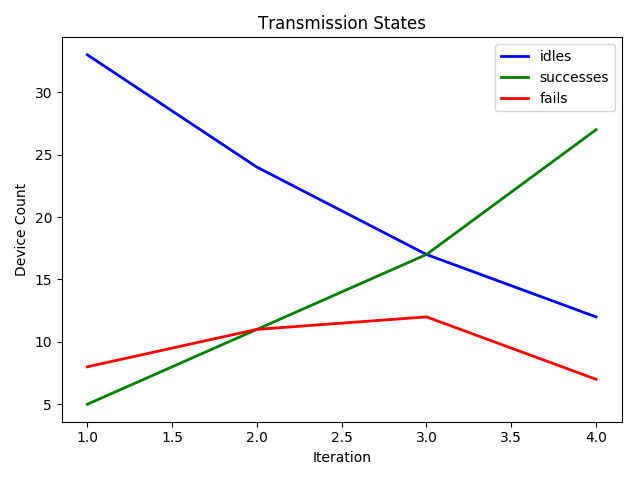 Transmission States
idles
successes
fails
Device Count
30
25
20
15
10
5
1.0 1.5 2.0 2.5 3.0 3.5 4.0
Iteration